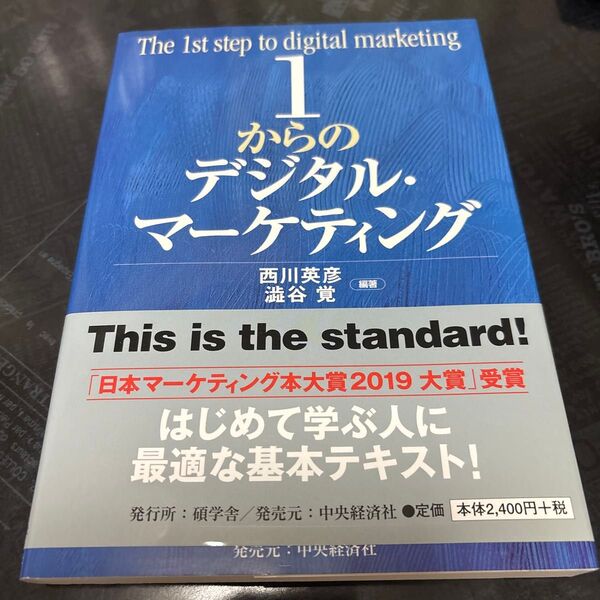 The 1st step to digital marketing
1
からの
デジタル・
マーケティング
西川英彦
澁谷 覚
編著
This is the standard!
「日本マーケティング本大賞2019 大賞」受賞
はじめて学ぶ人に
最適な基本テキスト!
発行所：碩学舎／発売元：中央経済社 ●定価 本体2,400円+税
発売元：中央経済社